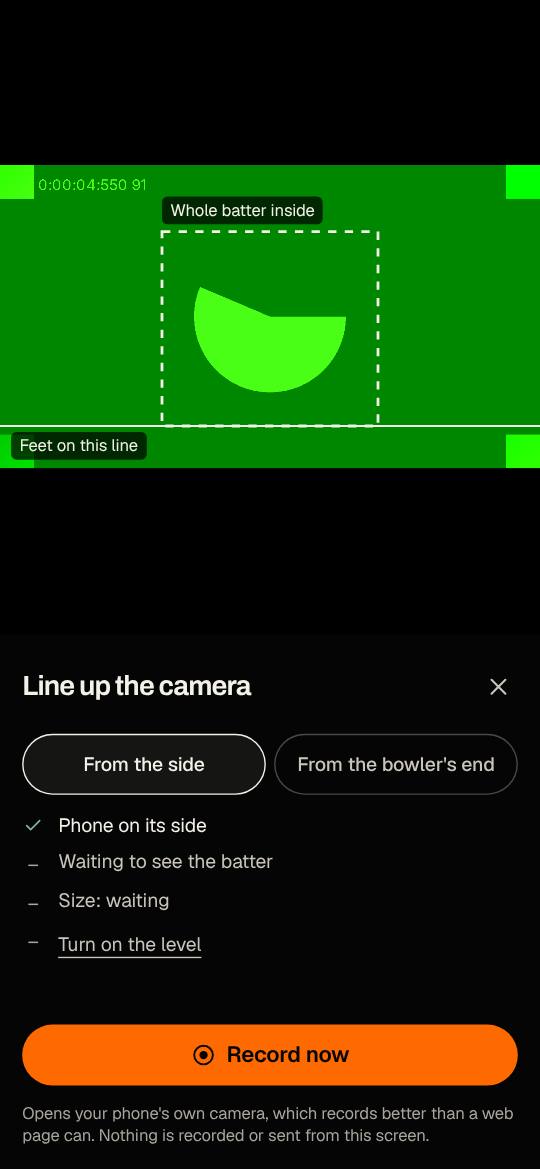 0:00:04:550 91
Whole batter inside
Feet on this line
Line up the camera
From the side
From the bowler's end
Phone on its side
Waiting to see the batter
Size: waiting
Turn on the level
Record now
Opens your phone's own camera, which records better than a web
page can. Nothing is recorded or sent from this screen.